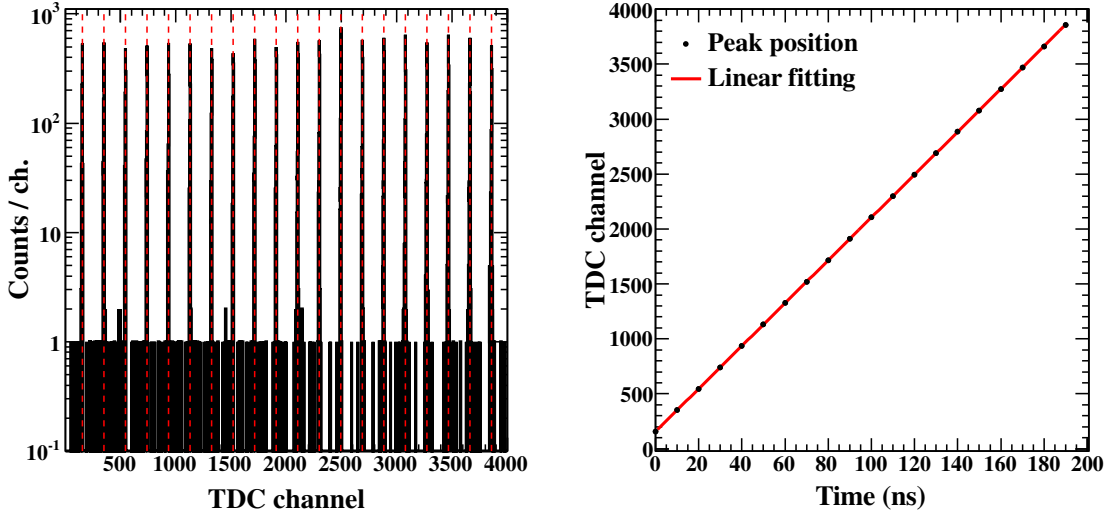 10³
10²
10
1
10⁻¹
Counts / ch.
500 1000 1500 2000 2500 3000 3500 4000
TDC channel
4000
3500
3000
2500
2000
1500
1000
500
0
TDC channel
Peak position
Linear fitting
0 20 40 60 80 100 120 140 160 180 200
Time (ns)